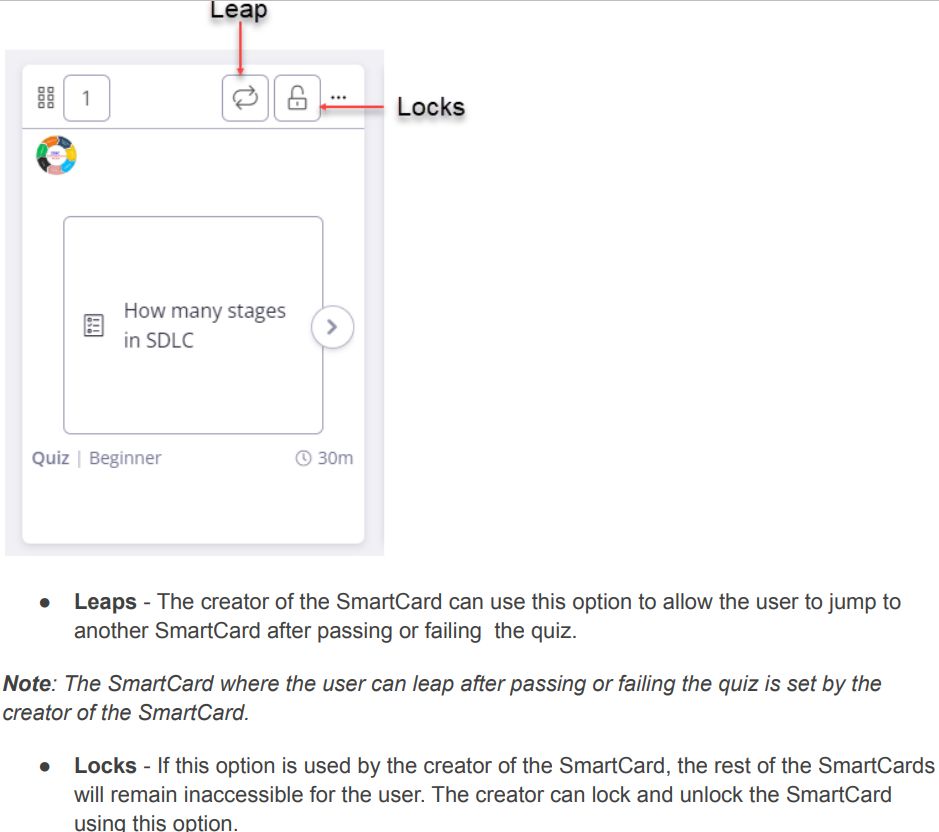 Leap
1
...
Locks
How many stages
in SDLC
Quiz | Beginner
30m
● Leaps - The creator of the SmartCard can use this option to allow the user to jump to
another SmartCard after passing or failing the quiz.
Note: The SmartCard where the user can leap after passing or failing the quiz is set by the
creator of the SmartCard.
● Locks - If this option is used by the creator of the SmartCard, the rest of the SmartCards
will remain inaccessible for the user. The creator can lock and unlock the SmartCard
using this option.